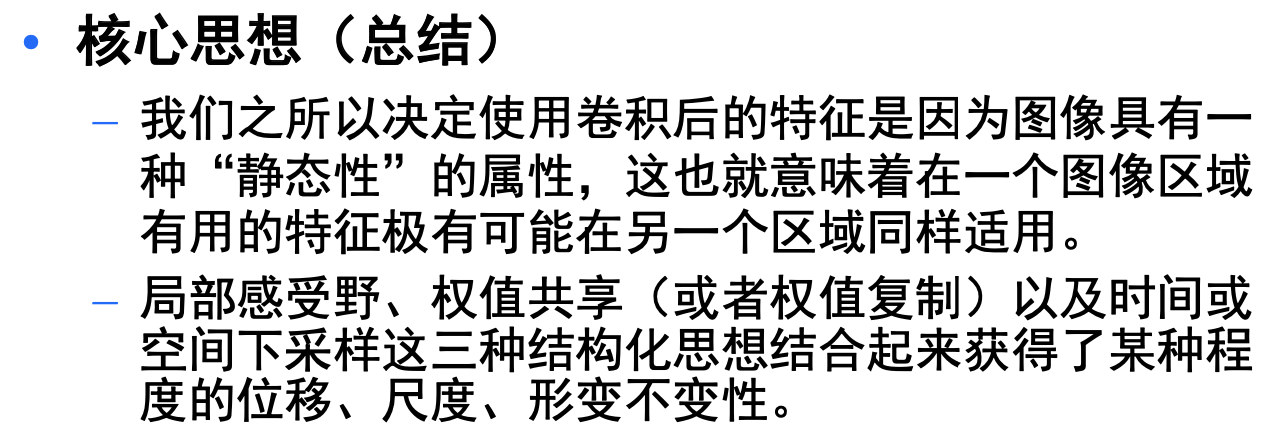 • 核心思想（总结）
– 我们之所以决定使用卷积后的特征是因为图像具有一
种“静态性”的属性，这也就意味着在一个图像区域
有用的特征极有可能在另一个区域同样适用。
– 局部感受野、权值共享（或者权值复制）以及时间或
空间下采样这三种结构化思想结合起来获得了某种程
度的位移、尺度、形变不变性。